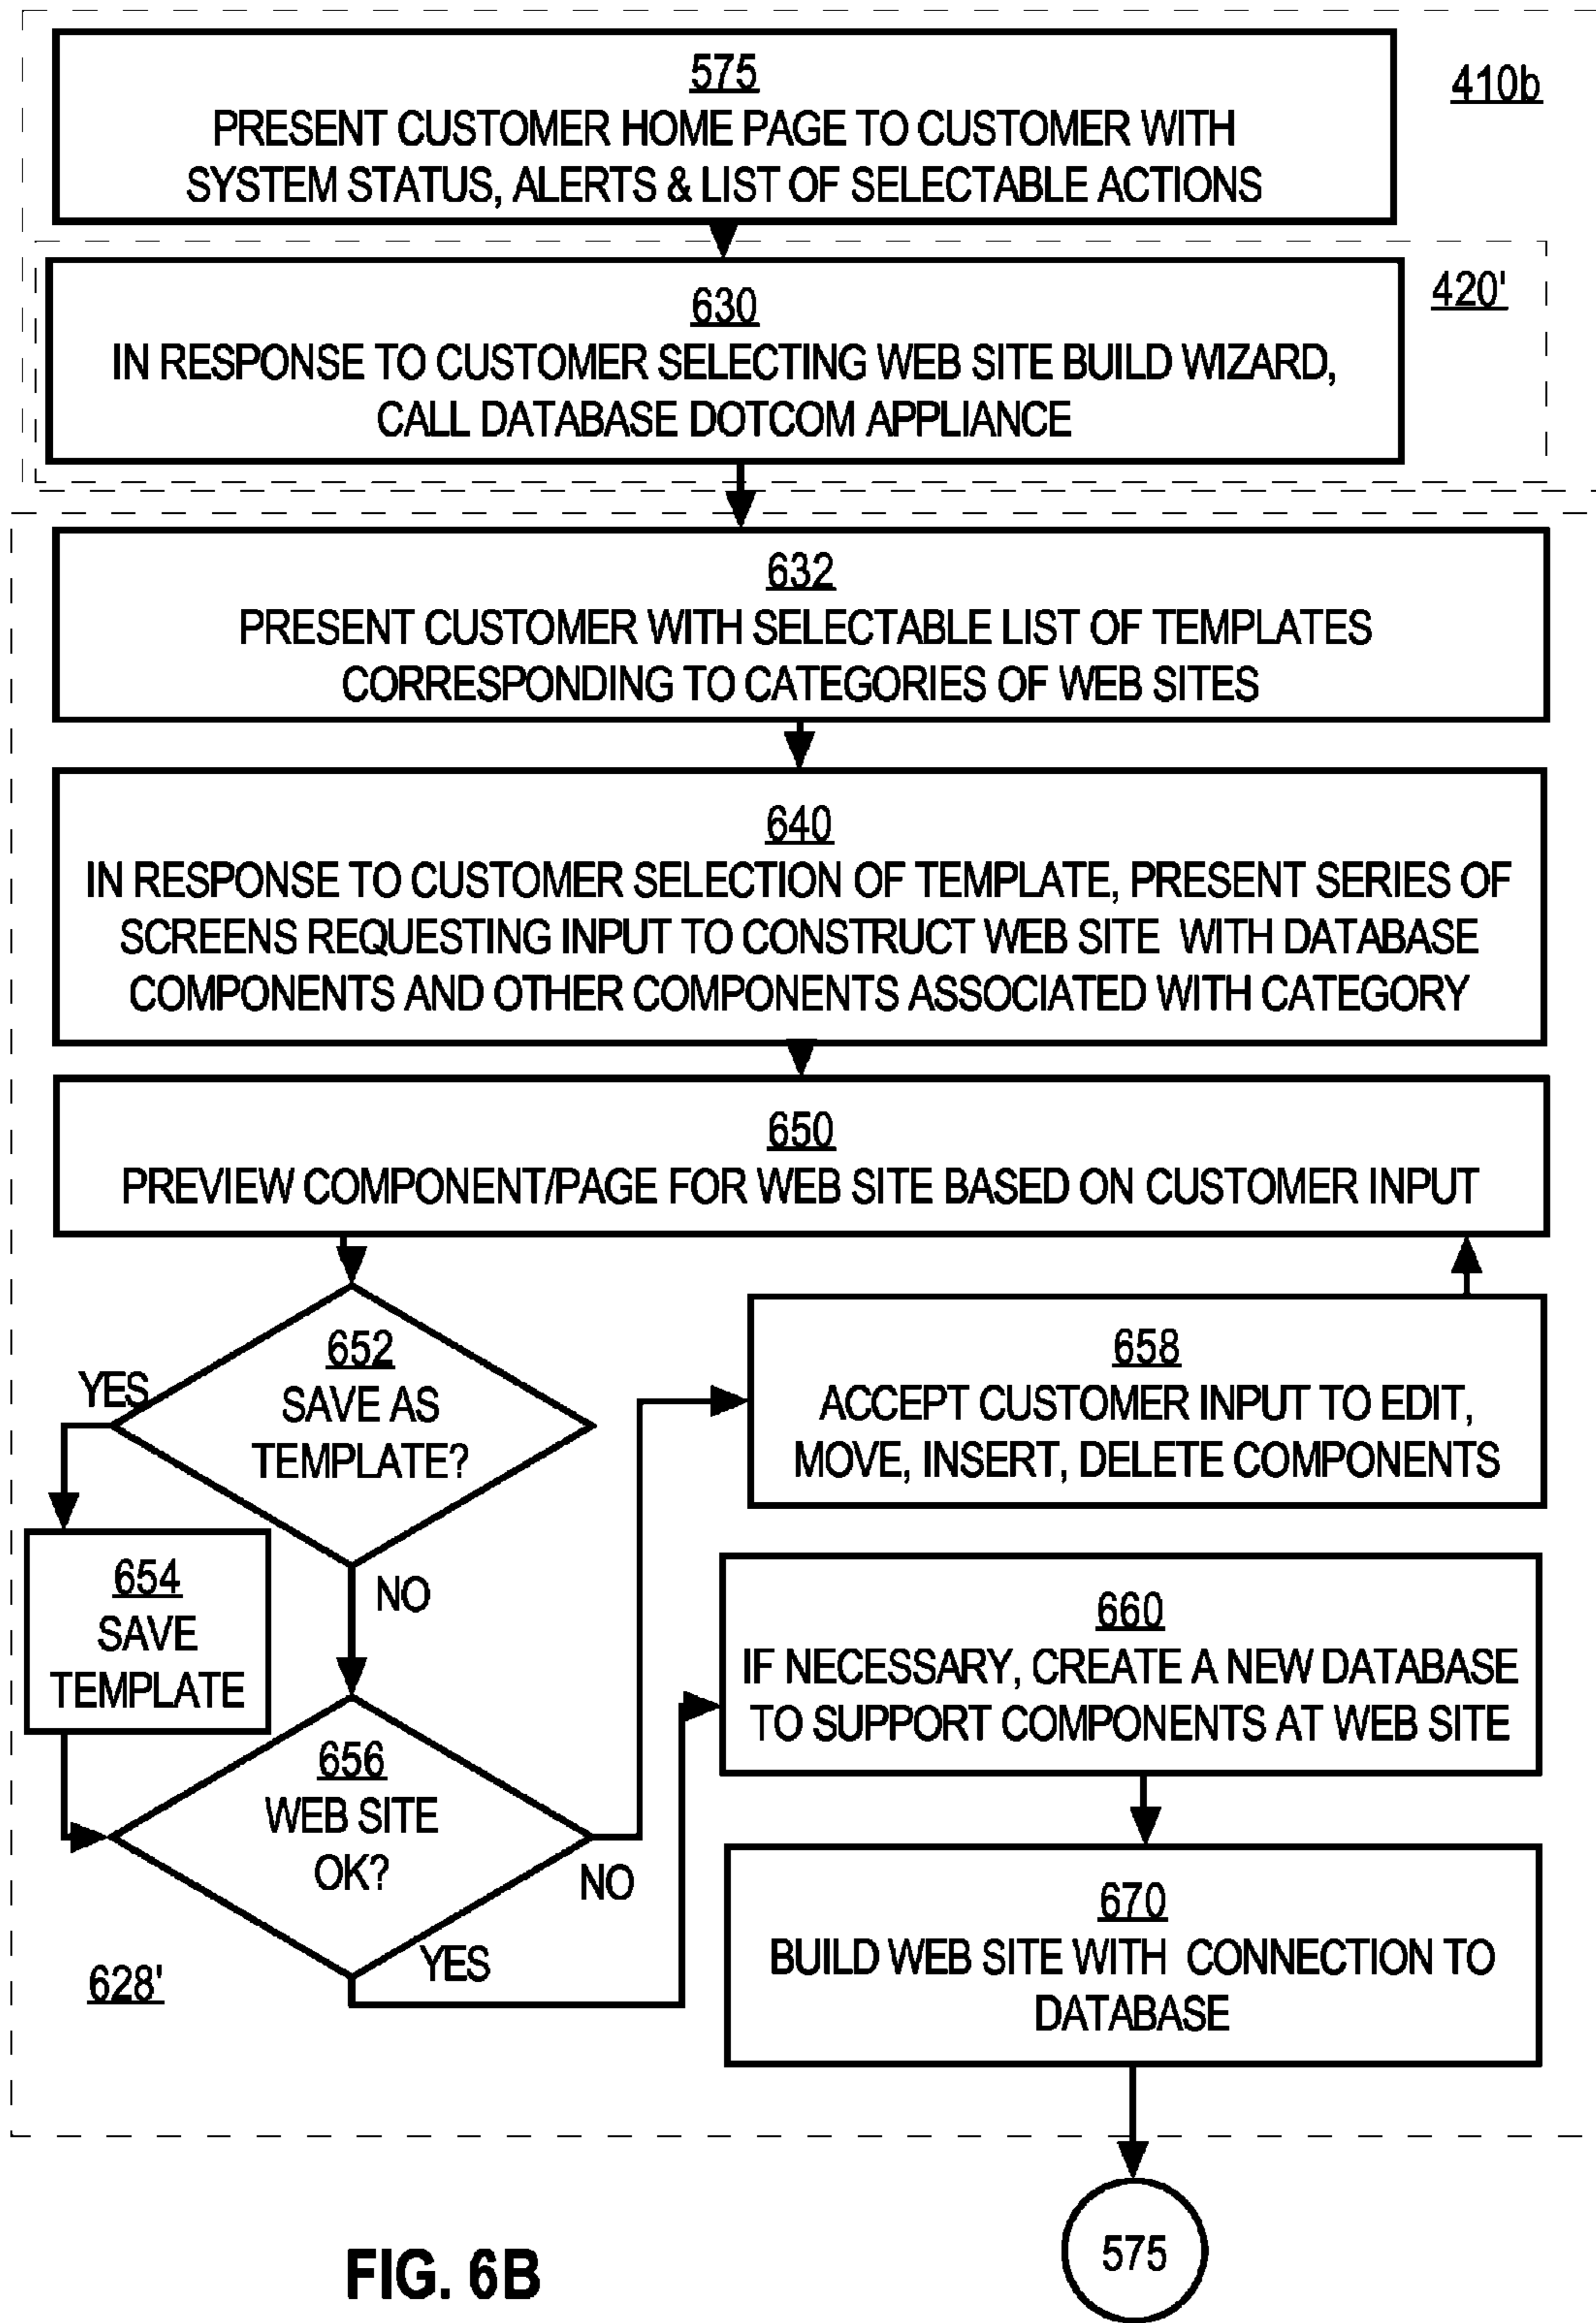 575
PRESENT CUSTOMER HOME PAGE TO CUSTOMER WITH
SYSTEM STATUS, ALERTS & LIST OF SELECTABLE ACTIONS
410b
630
IN RESPONSE TO CUSTOMER SELECTING WEB SITE BUILD WIZARD,
CALL DATABASE DOTCOM APPLIANCE
420'
632
PRESENT CUSTOMER WITH SELECTABLE LIST OF TEMPLATES
CORRESPONDING TO CATEGORIES OF WEB SITES
640
IN RESPONSE TO CUSTOMER SELECTION OF TEMPLATE, PRESENT SERIES OF
SCREENS REQUESTING INPUT TO CONSTRUCT WEB SITE WITH DATABASE
COMPONENTS AND OTHER COMPONENTS ASSOCIATED WITH CATEGORY
650
PREVIEW COMPONENT/PAGE FOR WEB SITE BASED ON CUSTOMER INPUT
652
SAVE AS
TEMPLATE?
YES
NO
658
ACCEPT CUSTOMER INPUT TO EDIT,
MOVE, INSERT, DELETE COMPONENTS
654
SAVE
TEMPLATE
656
WEB SITE
OK?
NO
YES
660
IF NECESSARY, CREATE A NEW DATABASE
TO SUPPORT COMPONENTS AT WEB SITE
670
BUILD WEB SITE WITH CONNECTION TO
DATABASE
628'
575
FIG. 6B